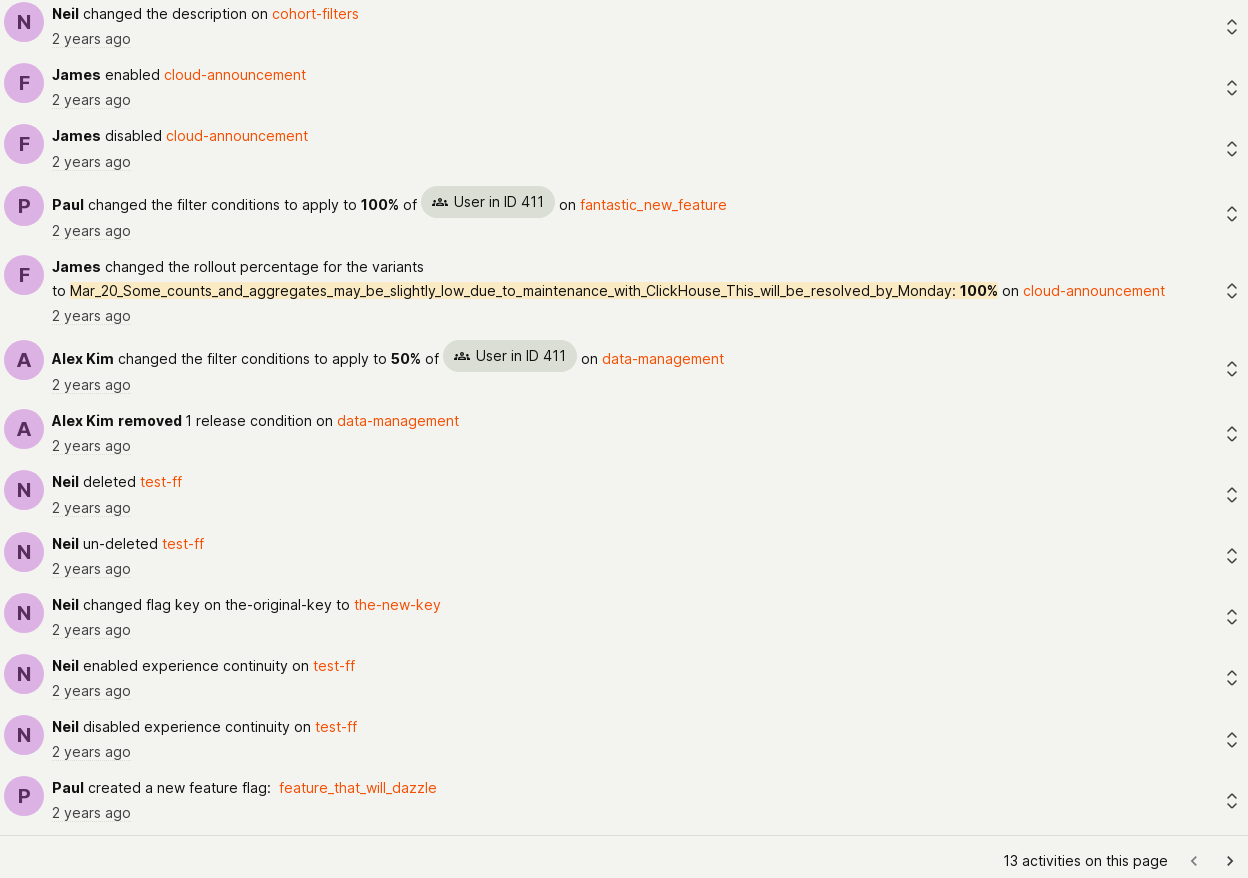 N
Neil changed the description on cohort-filters
2 years ago
F
James enabled cloud-announcement
2 years ago
F
James disabled cloud-announcement
2 years ago
P
Paul changed the filter conditions to apply to 100% of User in ID 411 on fantastic_new_feature
2 years ago
F
James changed the rollout percentage for the variants
to Mar_20_Some_counts_and_aggregates_may_be_slightly_low_due_to_maintenance_with_ClickHouse_This_will_be_resolved_by_Monday: 100% on cloud-announcement
2 years ago
A
Alex Kim changed the filter conditions to apply to 50% of User in ID 411 on data-management
2 years ago
A
Alex Kim removed 1 release condition on data-management
2 years ago
N
Neil deleted test-ff
2 years ago
N
Neil un-deleted test-ff
2 years ago
N
Neil changed flag key on the-original-key to the-new-key
2 years ago
N
Neil enabled experience continuity on test-ff
2 years ago
N
Neil disabled experience continuity on test-ff
2 years ago
P
Paul created a new feature flag: feature_that_will_dazzle
2 years ago
13 activities on this page